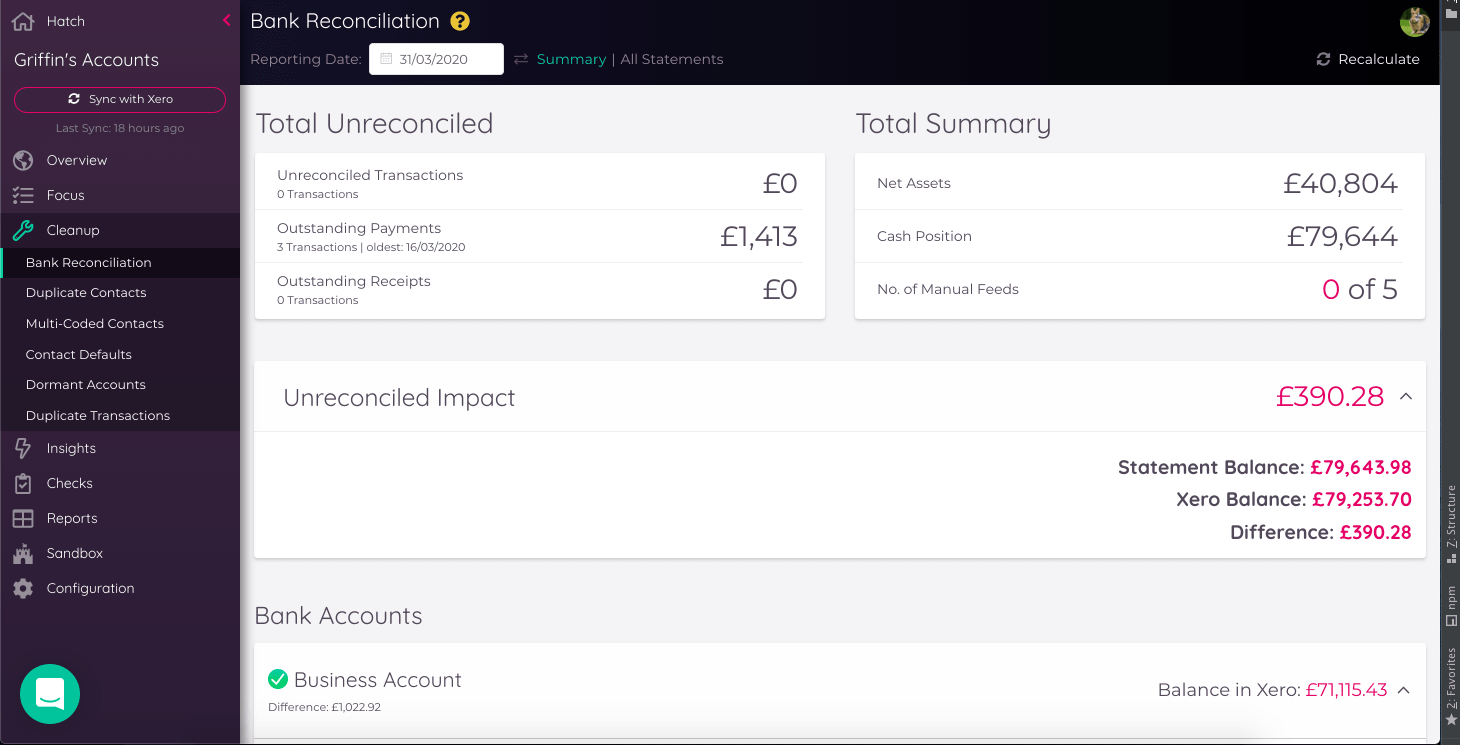 Hatch
Griffin's Accounts
Sync with Xero
Last Sync: 18 hours ago
Overview
Focus
Cleanup
Bank Reconciliation
Duplicate Contacts
Multi-Coded Contacts
Contact Defaults
Dormant Accounts
Duplicate Transactions
Insights
Checks
Reports
Sandbox
Configuration
Bank Reconciliation ?
Reporting Date: 31/03/2020 Summary | All Statements
Recalculate
Total Unreconciled
Unreconciled Transactions £0
0 Transactions
Outstanding Payments £1,413
3 Transactions | oldest: 16/03/2020
Outstanding Receipts £0
0 Transactions
Total Summary
Net Assets £40,804
Cash Position £79,644
No. of Manual Feeds 0 of 5
Unreconciled Impact £390.28
Statement Balance: £79,643.98
Xero Balance: £79,253.70
Difference: £390.28
Bank Accounts
Business Account
Difference: £1,022.92
Balance in Xero: £71,115.43
7: Structure
npm
2: Favorites